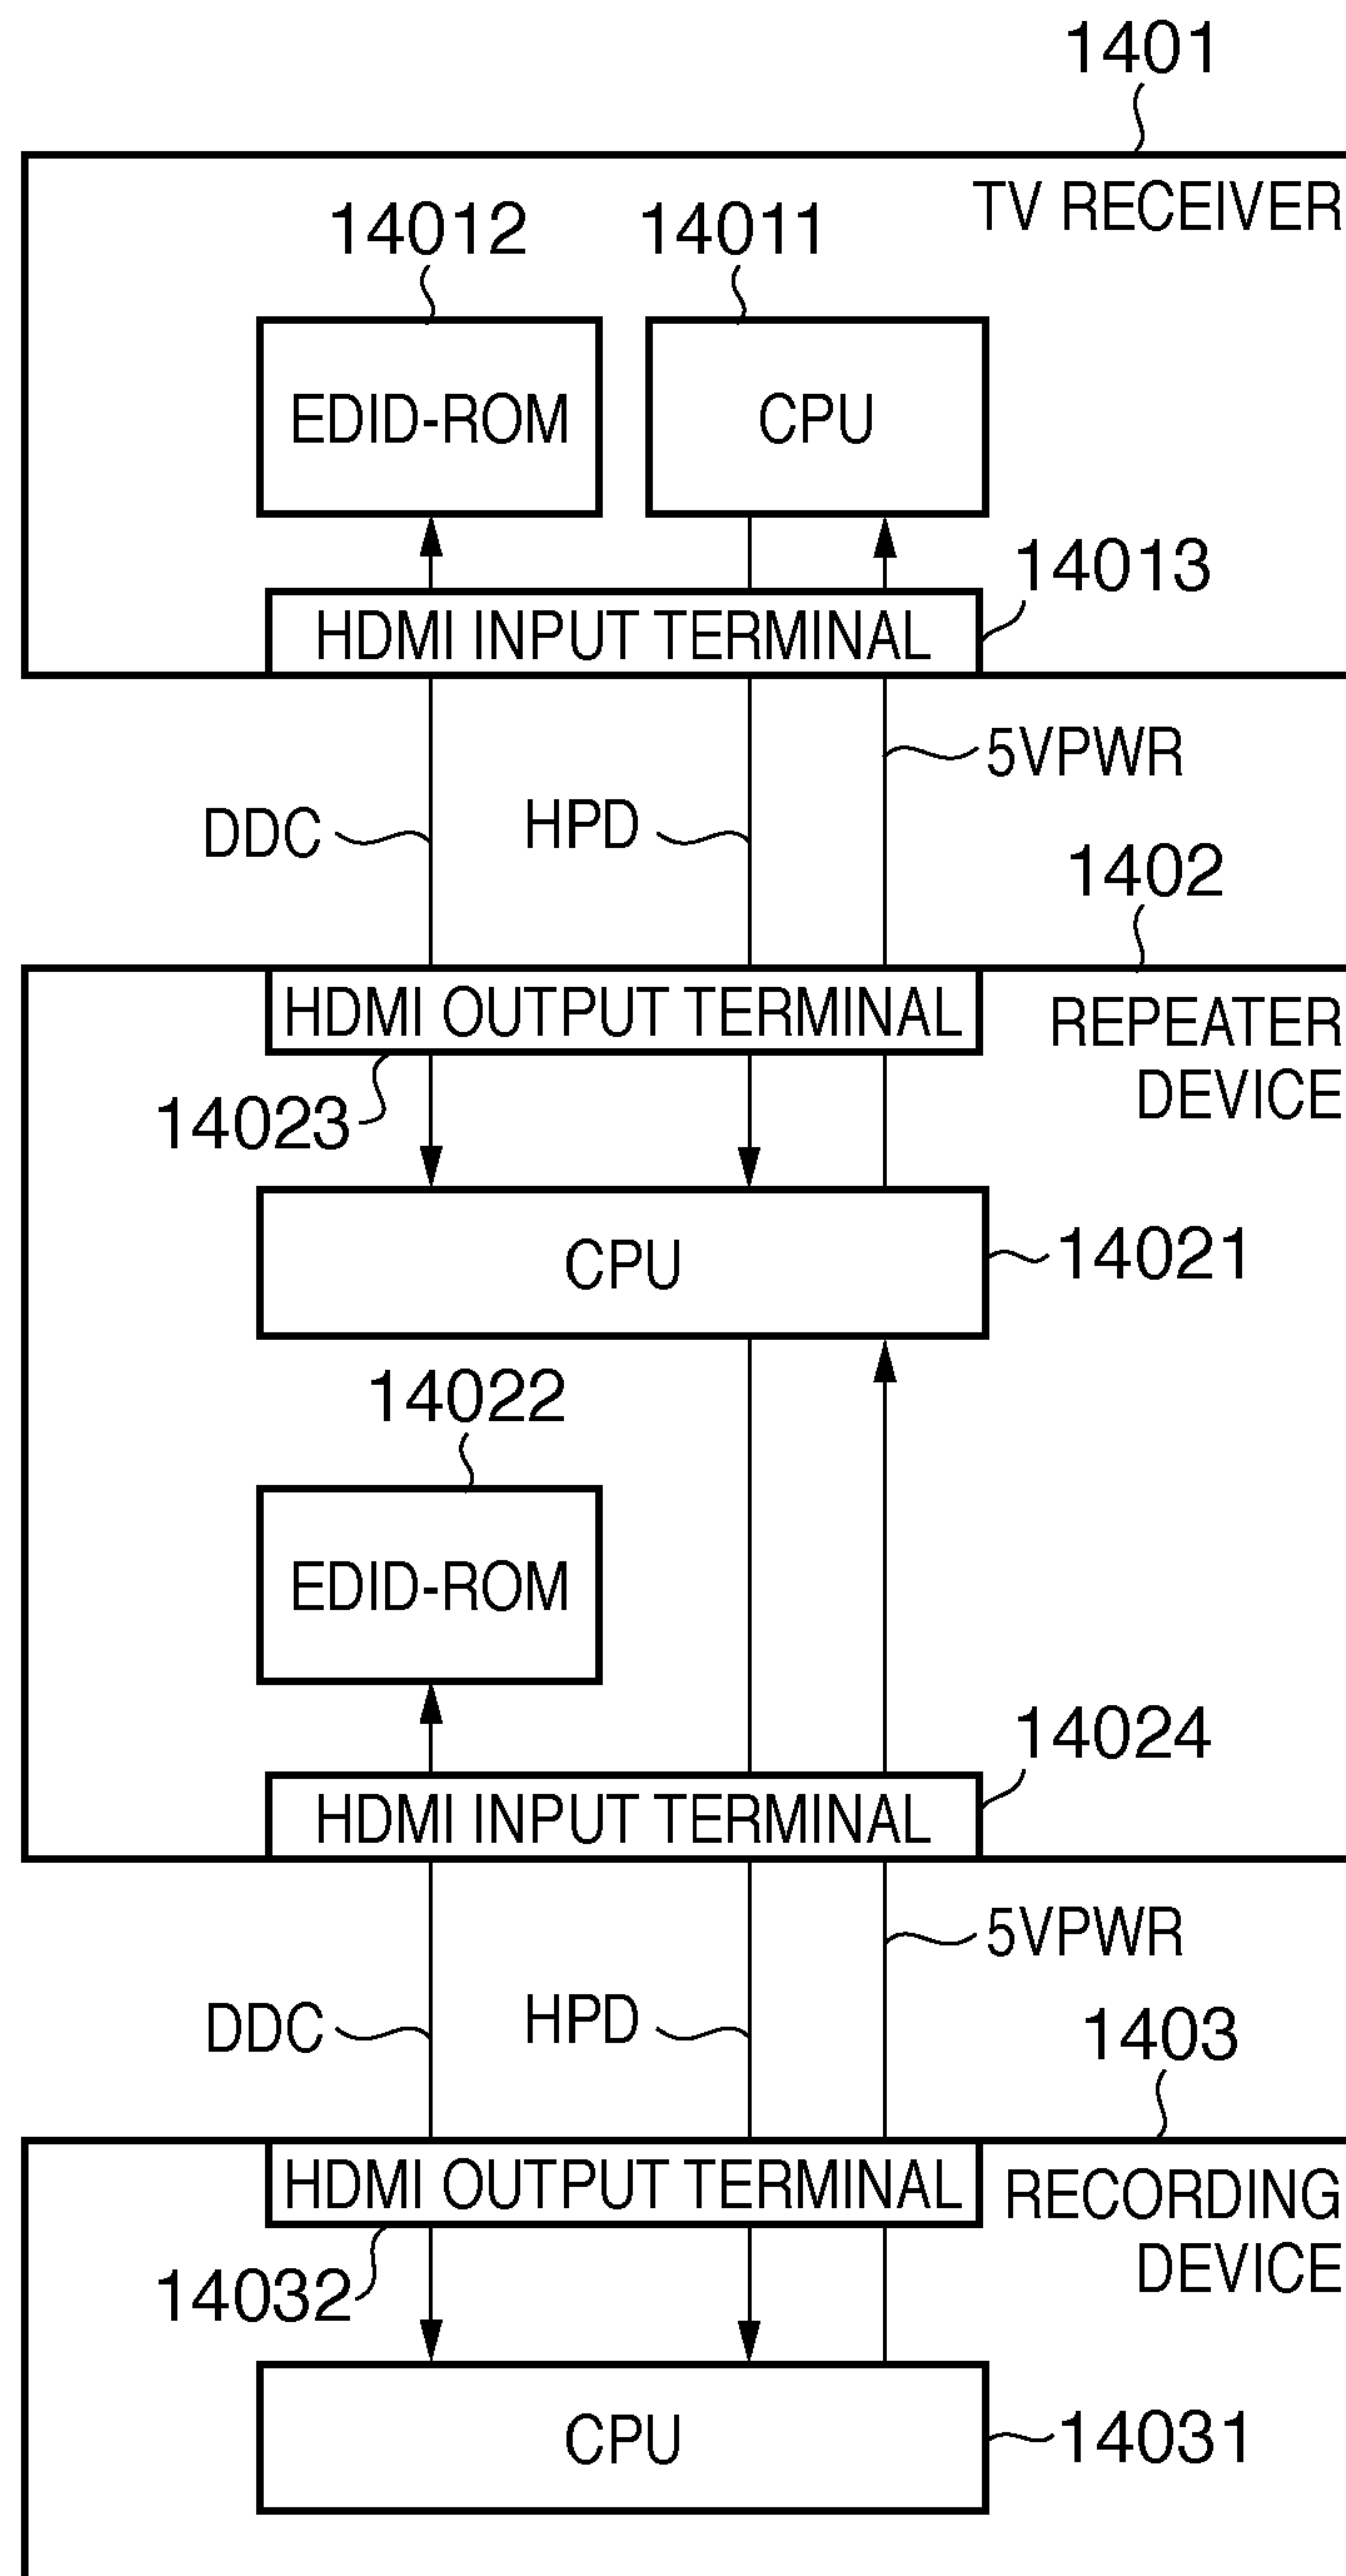 1401
TV RECEIVER
14012
14011
EDID-ROM
CPU
14013
HDMI INPUT TERMINAL
5VPWR
DDC
HPD
1402
HDMI OUTPUT TERMINAL
REPEATER
DEVICE
14023
CPU
14021
14022
EDID-ROM
14024
HDMI INPUT TERMINAL
5VPWR
DDC
HPD
1403
HDMI OUTPUT TERMINAL
RECORDING
DEVICE
14032
CPU
14031